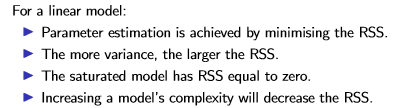 For a linear model:
▶ Parameter estimation is achieved by minimising the RSS.
▶ The more variance, the larger the RSS.
▶ The saturated model has RSS equal to zero.
▶ Increasing a model's complexity will decrease the RSS.